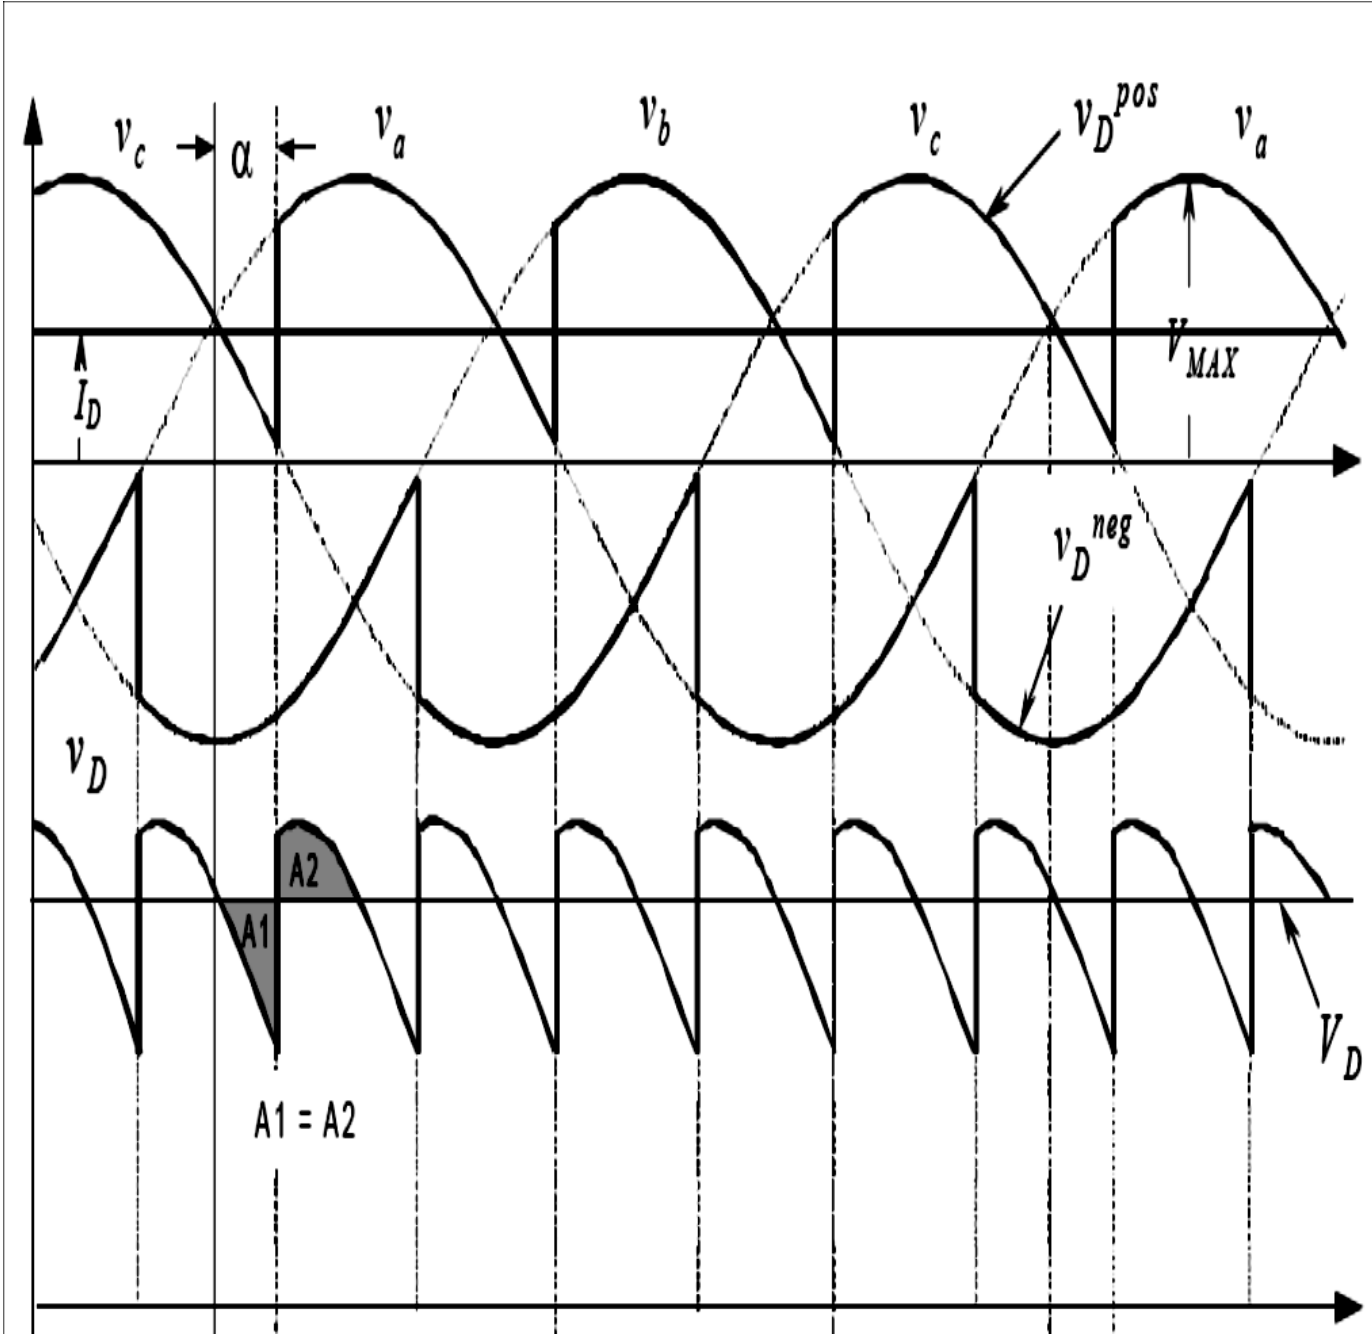 v_c
α
v_a
v_b
v_c
v_D^pos
v_a
I_D
V_MAX
v_D^neg
v_D
A2
A1
V_D
A1 = A2